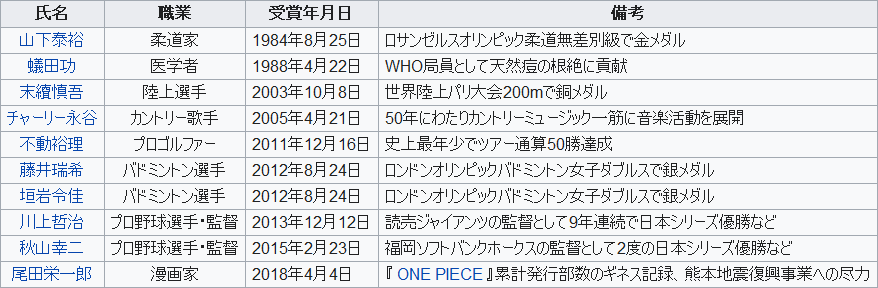 氏名 職業 受賞年月日 備考
山下泰裕 柔道家 1984年8月25日 ロサンゼルスオリンピック柔道無差別級で金メダル
蟻田功 医学者 1988年4月22日 WHO局員として天然痘の根絶に貢献
末續慎吾 陸上選手 2003年10月8日 世界陸上パリ大会200mで銅メダル
チャーリー永谷 カントリー歌手 2005年4月21日 50年にわたりカントリーミュージック一筋に音楽活動を展開
不動裕理 プロゴルファー 2011年12月16日 史上最年少でツアー通算50勝達成
藤井瑞希 バドミントン選手 2012年8月24日 ロンドンオリンピックバドミントン女子ダブルスで銀メダル
垣岩令佳 バドミントン選手 2012年8月24日 ロンドンオリンピックバドミントン女子ダブルスで銀メダル
川上哲治 プロ野球選手・監督 2013年12月12日 読売ジャイアンツの監督として9年連続で日本シリーズ優勝など
秋山幸二 プロ野球選手・監督 2015年2月23日 福岡ソフトバンクホークスの監督として2度の日本シリーズ優勝など
尾田栄一郎 漫画家 2018年4月4日 『 ONE PIECE 』累計発行部数のギネス記録、熊本地震復興事業への尽力